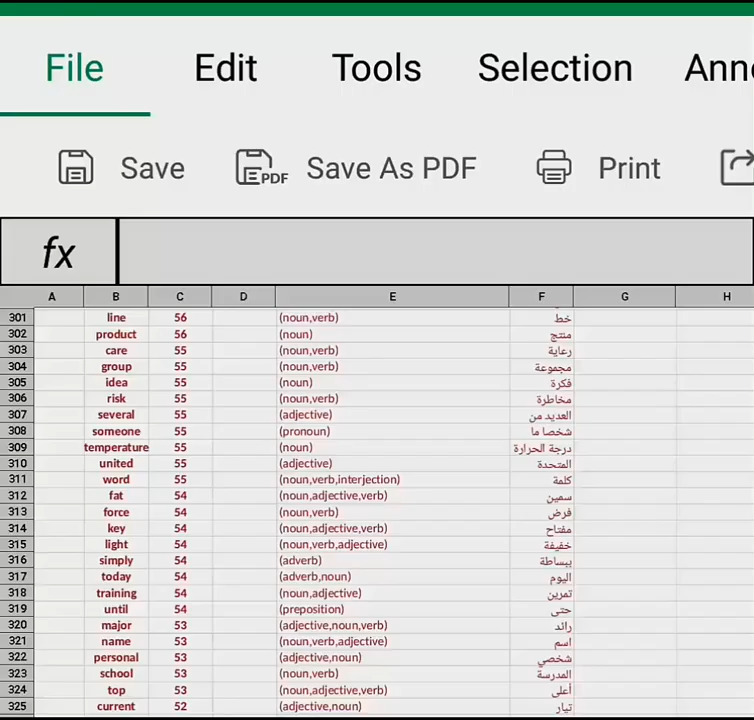 File Edit Tools Selection Anno
Save Save As PDF Print
fx
A B C D E F G H
301 line 56 (noun,verb) خط
302 product 56 (noun) منتج
303 care 55 (noun,verb) رعاية
304 group 55 (noun,verb) مجموعة
305 idea 55 (noun) فكرة
306 risk 55 (noun,verb) مخاطرة
307 several 55 (adjective) العديد من
308 someone 55 (pronoun) شخصا ما
309 temperature 55 (noun) درجة الحرارة
310 united 55 (adjective) المتحدة
311 word 55 (noun,verb,interjection) كلمة
312 fat 54 (noun,adjective,verb) سمين
313 force 54 (noun,verb) فرض
314 key 54 (noun,adjective,verb) مفتاح
315 light 54 (noun,verb,adjective) خفيفة
316 simply 54 (adverb) ببساطة
317 today 54 (adverb,noun) اليوم
318 training 54 (noun,adjective) تمرين
319 until 54 (preposition) حتى
320 major 53 (adjective,noun,verb) رائد
321 name 53 (noun,verb,adjective) اسم
322 personal 53 (adjective,noun) شخصي
323 school 53 (noun,verb) المدرسة
324 top 53 (noun,adjective,verb) أعلى
325 current 52 (adjective,noun) تيار